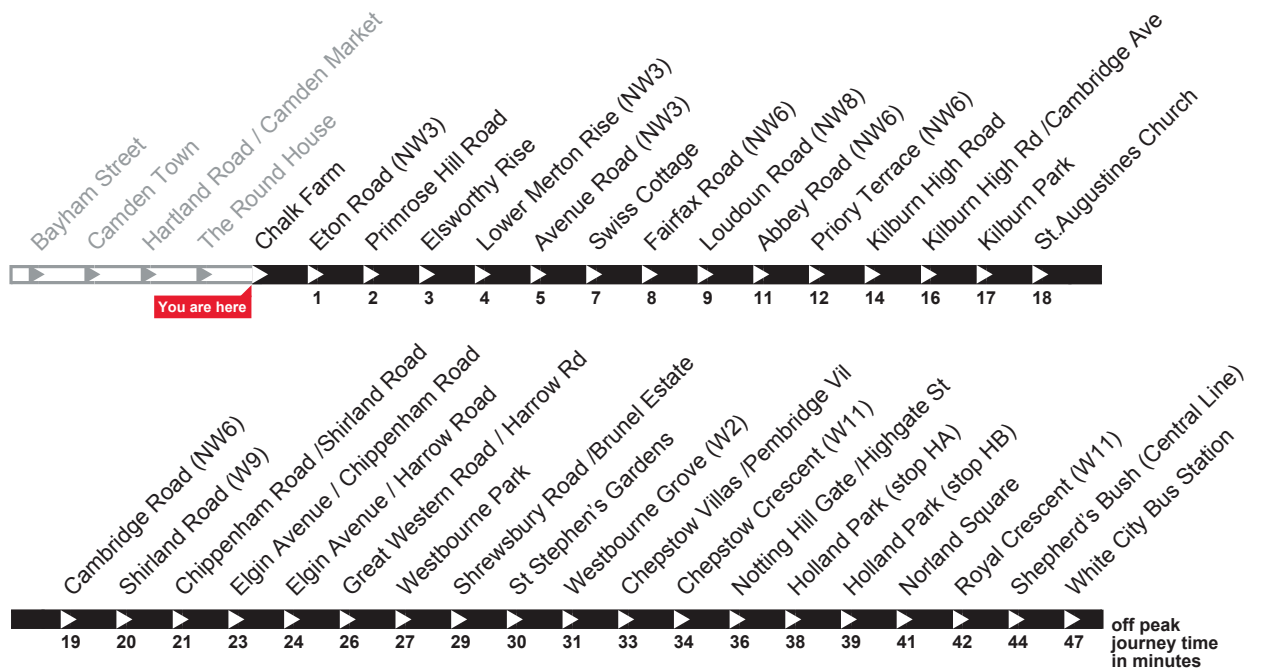 Bayham Street
Camden Town
Hartland Road / Camden Market
The Round House
Chalk Farm
Eton Road (NW3)
Primrose Hill Road
Elsworthy Rise
Lower Merton Rise (NW3)
Avenue Road (NW3)
Swiss Cottage
Fairfax Road (NW6)
Loudoun Road (NW8)
Abbey Road (NW6)
Priory Terrace (NW6)
Kilburn High Road
Kilburn High Rd /Cambridge Ave
Kilburn Park
St.Augustines Church
You are here
1 2 3 4 5 7 8 9 11 12 14 16 17 18
Cambridge Road (NW6)
Shirland Road (W9)
Chippenham Road /Shirland Road
Elgin Avenue / Chippenham Road
Elgin Avenue / Harrow Road
Great Western Road / Harrow Rd
Westbourne Park
Shrewsbury Road /Brunel Estate
St Stephen's Gardens
Westbourne Grove (W2)
Chepstow Villas /Pembridge Vil
Chepstow Crescent (W11)
Notting Hill Gate /Highgate St
Holland Park (stop HA)
Holland Park (stop HB)
Norland Square
Royal Crescent (W11)
Shepherd's Bush (Central Line)
White City Bus Station
19 20 21 23 24 26 27 29 30 31 33 34 36 38 39 41 42 44 47
off peak
journey time
in minutes